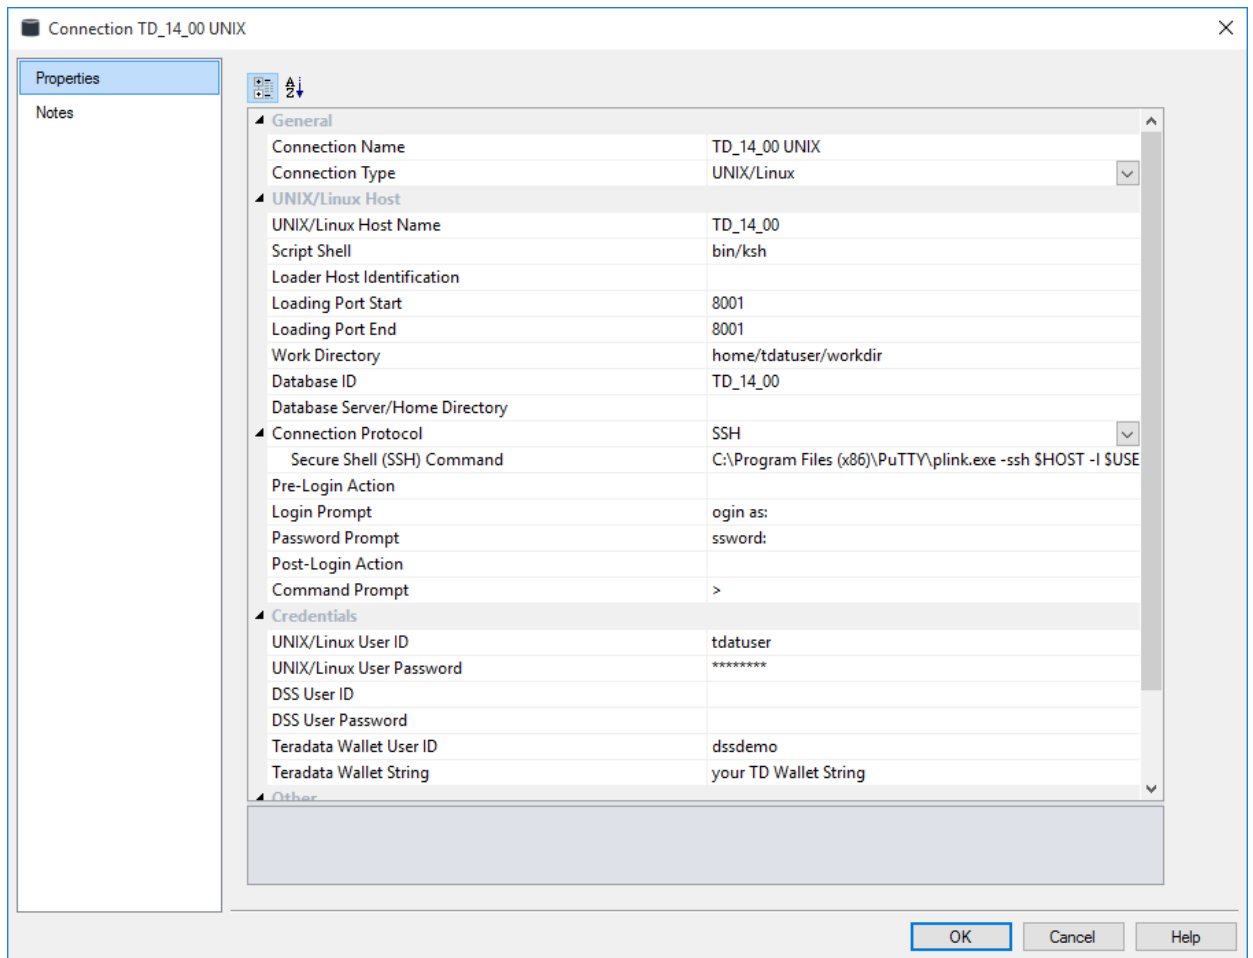 Connection TD_14_00 UNIX
Properties
Notes
General
Connection Name TD_14_00 UNIX
Connection Type UNIX/Linux
UNIX/Linux Host
UNIX/Linux Host Name TD_14_00
Script Shell bin/ksh
Loader Host Identification
Loading Port Start 8001
Loading Port End 8001
Work Directory home/tdatuser/workdir
Database ID TD_14_00
Database Server/Home Directory
Connection Protocol SSH
Secure Shell (SSH) Command C:\Program Files (x86)\PuTTY\plink.exe -ssh $HOST -l $USE
Pre-Login Action
Login Prompt ogin as:
Password Prompt ssword:
Post-Login Action
Command Prompt >
Credentials
UNIX/Linux User ID tdatuser
UNIX/Linux User Password ********
DSS User ID
DSS User Password
Teradata Wallet User ID dssdemo
Teradata Wallet String your TD Wallet String
Other
OK Cancel Help